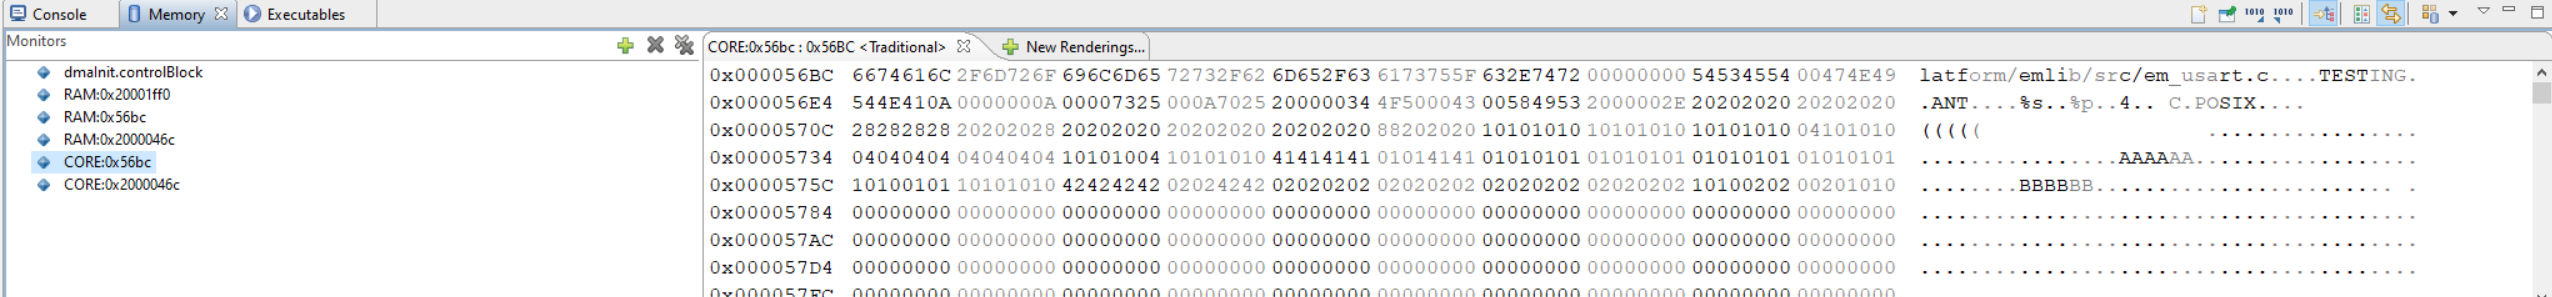 Console Memory Executables
Monitors
dmaInit.controlBlock
RAM:0x20001ff0
RAM:0x56bc
RAM:0x2000046c
CORE:0x56bc
CORE:0x2000046c
CORE:0x56bc : 0x56BC <Traditional> New Renderings...
0x000056BC 6674616C 2F6D726F 696C6D65 72732F62 6D652F63 6173755F 632E7472 00000000 54534554 00474E49 latform/emlib/src/em_usart.c....TESTING.
0x000056E4 544E410A 0000000A 00007325 000A7025 20000034 4F500043 00584953 2000002E 20202020 20202020 .ANT....%s..%p..4.. C.POSIX....
0x0000570C 28282828 20202028 20202020 20202020 20202020 88202020 10101010 10101010 10101010 04101010 ((((( .................
0x00005734 04040404 04040404 10101004 10101010 41414141 01014141 01010101 01010101 01010101 01010101 ................AAAAAA..................
0x0000575C 10100101 10101010 42424242 02024242 02020202 02020202 02020202 02020202 10100202 00201010 ........BBBBBB........................ .
0x00005784 00000000 00000000 00000000 00000000 00000000 00000000 00000000 00000000 00000000 00000000 ........................................
0x000057AC 00000000 00000000 00000000 00000000 00000000 00000000 00000000 00000000 00000000 00000000 ........................................
0x000057D4 00000000 00000000 00000000 00000000 00000000 00000000 00000000 00000000 00000000 00000000 ........................................